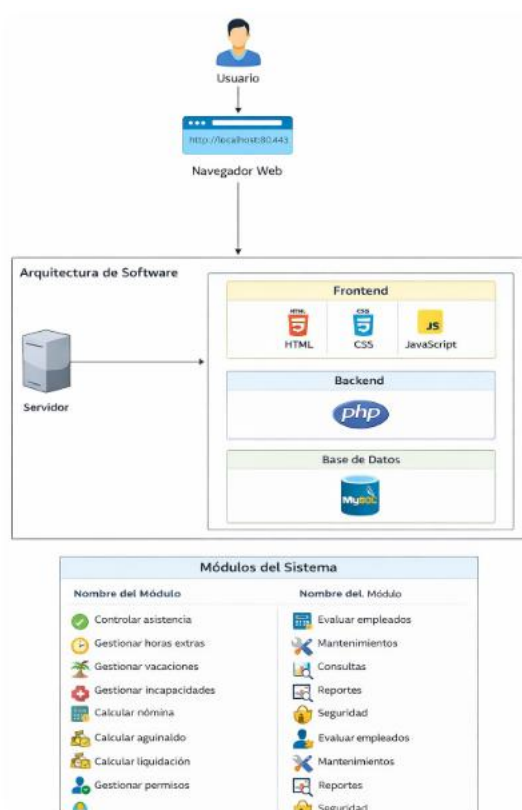 Usuario
http://localhost:80.443
Navegador Web
Arquitectura de Software
Servidor
Frontend
HTML
CSS
JS
HTML
CSS
JavaScript
Backend
php
Base de Datos
MySQL
Módulos del Sistema
Nombre del Módulo
Nombre del. Módulo
Controlar asistencia
Evaluar empleados
Gestionar horas extras
Mantenimientos
Gestionar vacaciones
Consultas
Gestionar incapacidades
Reportes
Calcular nómina
Seguridad
Calcular aguinaldo
Evaluar empleados
Calcular liquidación
Mantenimientos
Gestionar permisos
Reportes
Seguridad